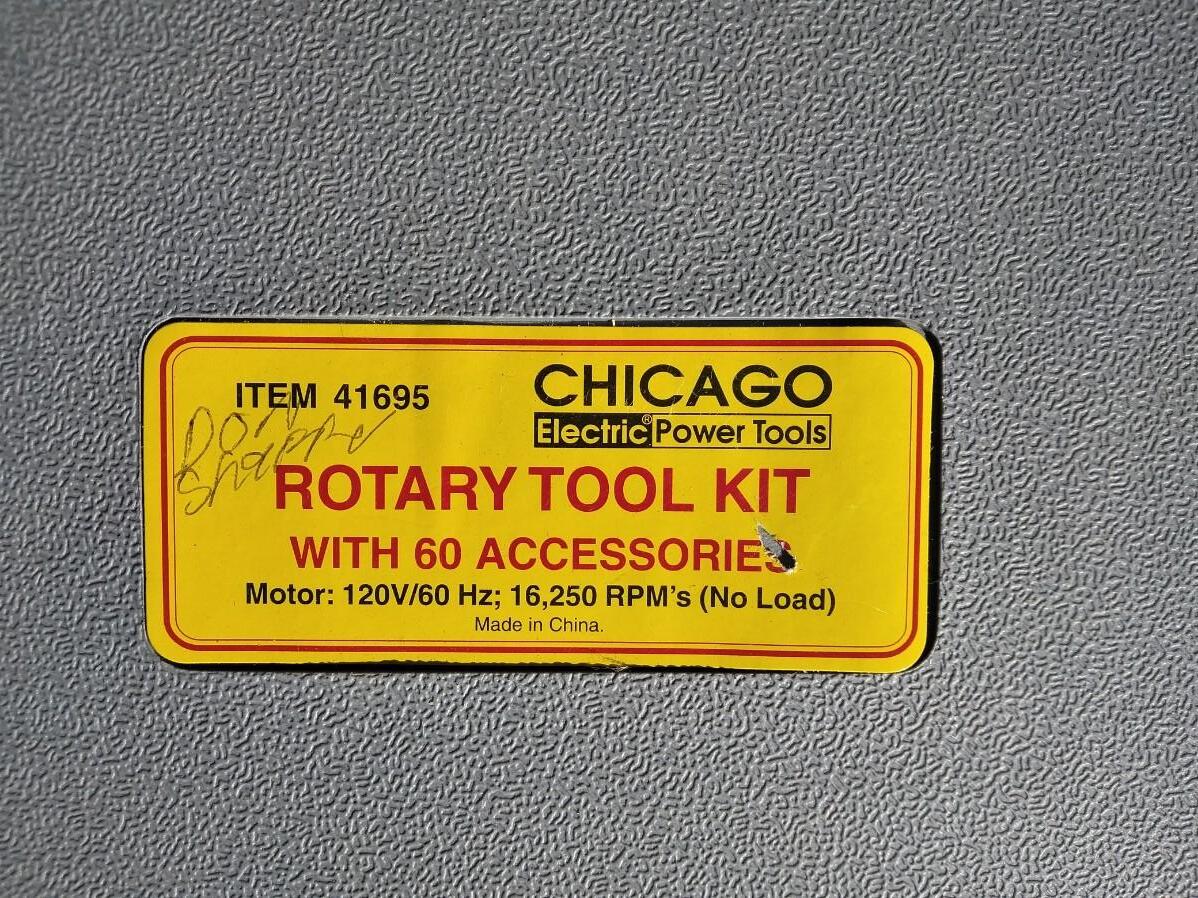 ITEM 41695
CHICAGO
Electric® Power Tools
Don
ROTARY TOOL KIT
WITH 60 ACCESSORIES
Motor: 120V/60 Hz; 16,250 RPM's (No Load)
Made in China.